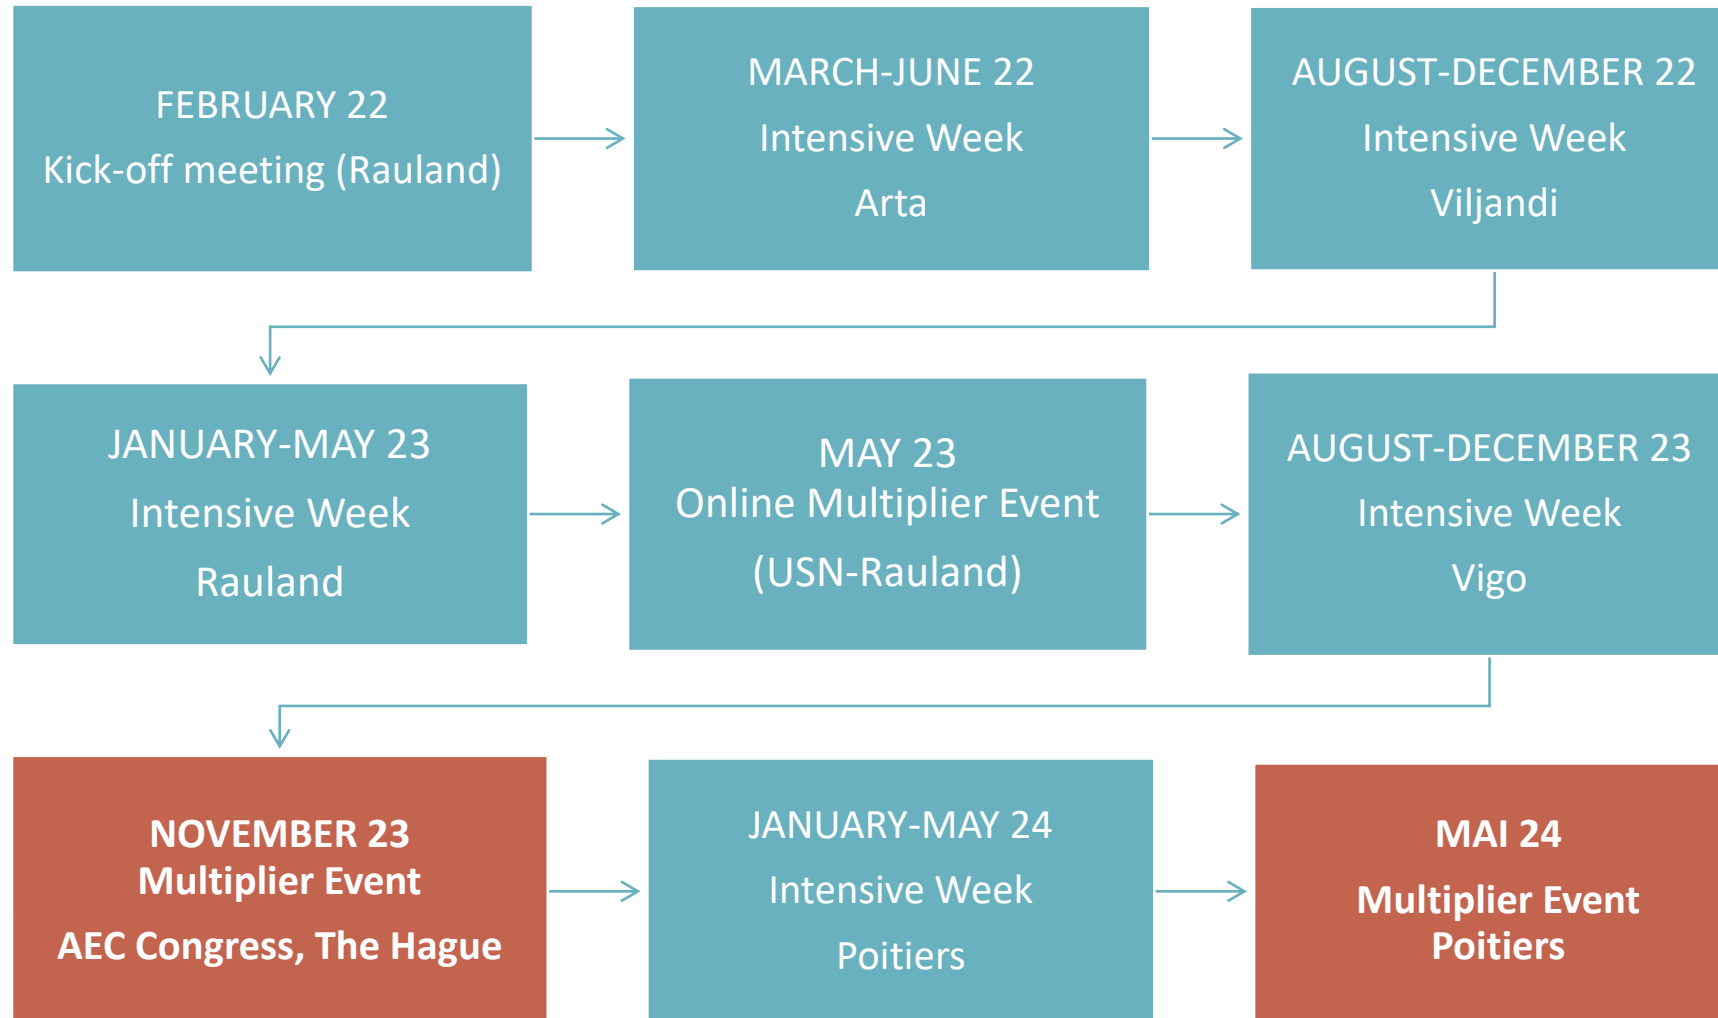 FEBRUARY 22
Kick-off meeting (Rauland)
MARCH-JUNE 22
Intensive Week
Arta
AUGUST-DECEMBER 22
Intensive Week
Viljandi
JANUARY-MAY 23
Intensive Week
Rauland
MAY 23
Online Multiplier Event
(USN-Rauland)
AUGUST-DECEMBER 23
Intensive Week
Vigo
NOVEMBER 23
Multiplier Event
AEC Congress, The Hague
JANUARY-MAY 24
Intensive Week
Poitiers
MAI 24
Multiplier Event
Poitiers